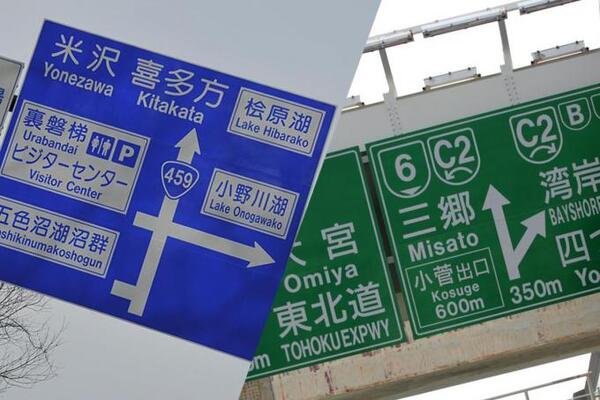 米沢
Yonezawa
喜多方
Kitakata
桧原湖
Lake Hibarako
裏磐梯
Urabandai
P
ビジターセンター
Visitor Center
459
小野川湖
Lake Onogawako
五色沼湖沼群
oshikinumakoshogun
大宮
Omiya
東北道
TOHOKU EXPWY
6
C2
三郷
Misato
小菅出口
Kosuge
600m
C2
B
湾岸
BAYSHORE
350m